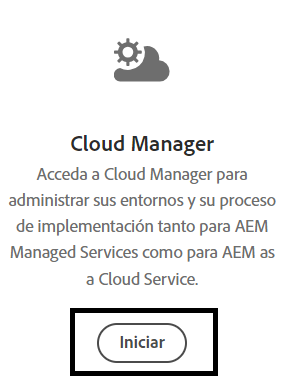 Cloud Manager
Acceda a Cloud Manager para
administrar sus entornos y su proceso
de implementación tanto para AEM
Managed Services como para AEM as
a Cloud Service.
Iniciar